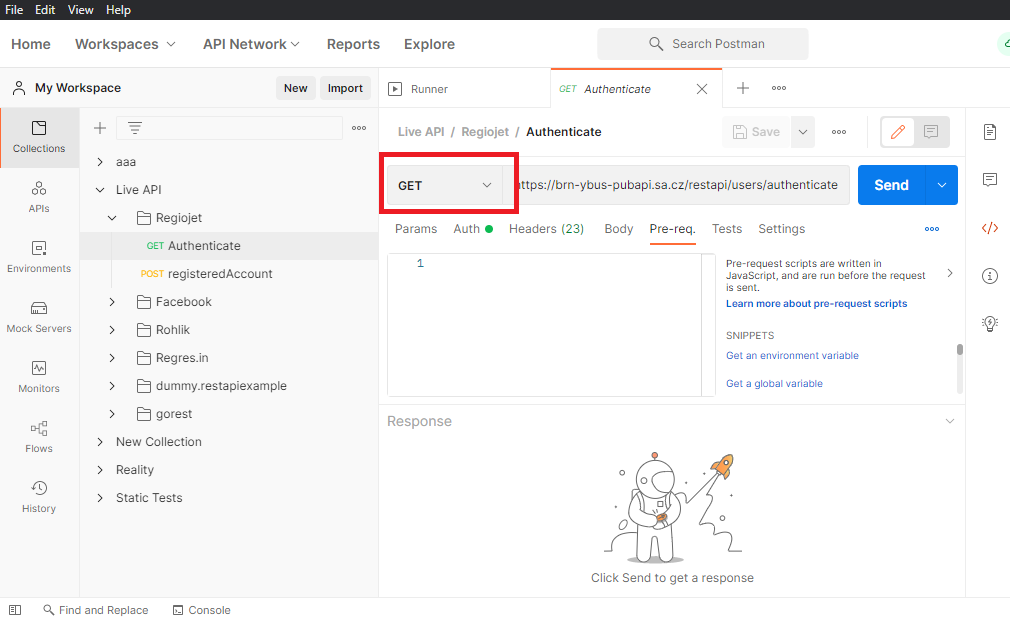 File Edit View Help
Home Workspaces API Network Reports Explore Search Postman
My Workspace New Import
Runner GET Authenticate
Collections
APIs
Environments
Mock Servers
Monitors
Flows
History
aaa
Live API
Regiojet
GET Authenticate
POST registeredAccount
Facebook
Rohlik
Regres.in
dummy.restapiexample
gorest
New Collection
Reality
Static Tests
Live API / Regiojet / Authenticate Save
GET ttps://brn-ybus-pubapi.sa.cz/restapi/users/authenticate Send
Params Auth Headers (23) Body Pre-req. Tests Settings
1
Pre-request scripts are written in
JavaScript, and are run before the request
is sent.
Learn more about pre-request scripts
SNIPPETS
Get an environment variable
Get a global variable
Response
Click Send to get a response
Find and Replace Console